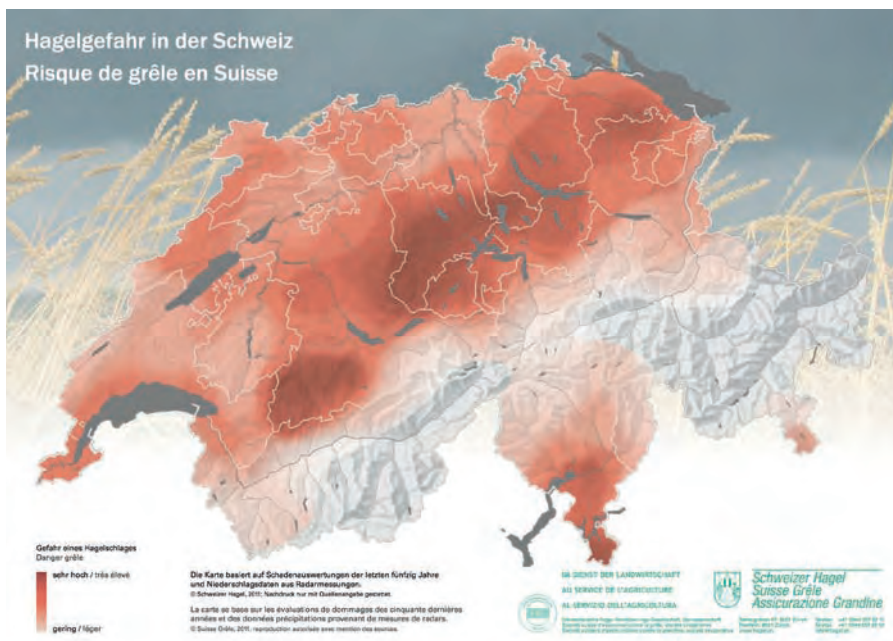 Hagelgefahr in der Schweiz
Risque de grêle en Suisse
Gefahr eines Hagelschlages
Danger grêle
sehr hoch / très élevé
gering / léger
Die Karte basiert auf Schadenauswertungen der letzten fünfzig Jahre
und Niederschlagsdaten aus Radarmessungen.
© Schweizer Hagel, 2011; Nachdruck nur mit Quellenangabe gestattet.
La carte se base sur les évaluations de dommages des cinquante dernières
années et des données précipitations provenant de mesures de radars.
© Suisse Grêle, 2011, reproduction autorisée avec mention des sources.
IM DIENST DER LANDWIRTSCHAFT
AU SERVICE DE L'AGRICULTURE
AL SERVIZIO DELL'AGRICOLTURA
Schweizer Hagel
Suisse Grêle
Assicurazione Grandine